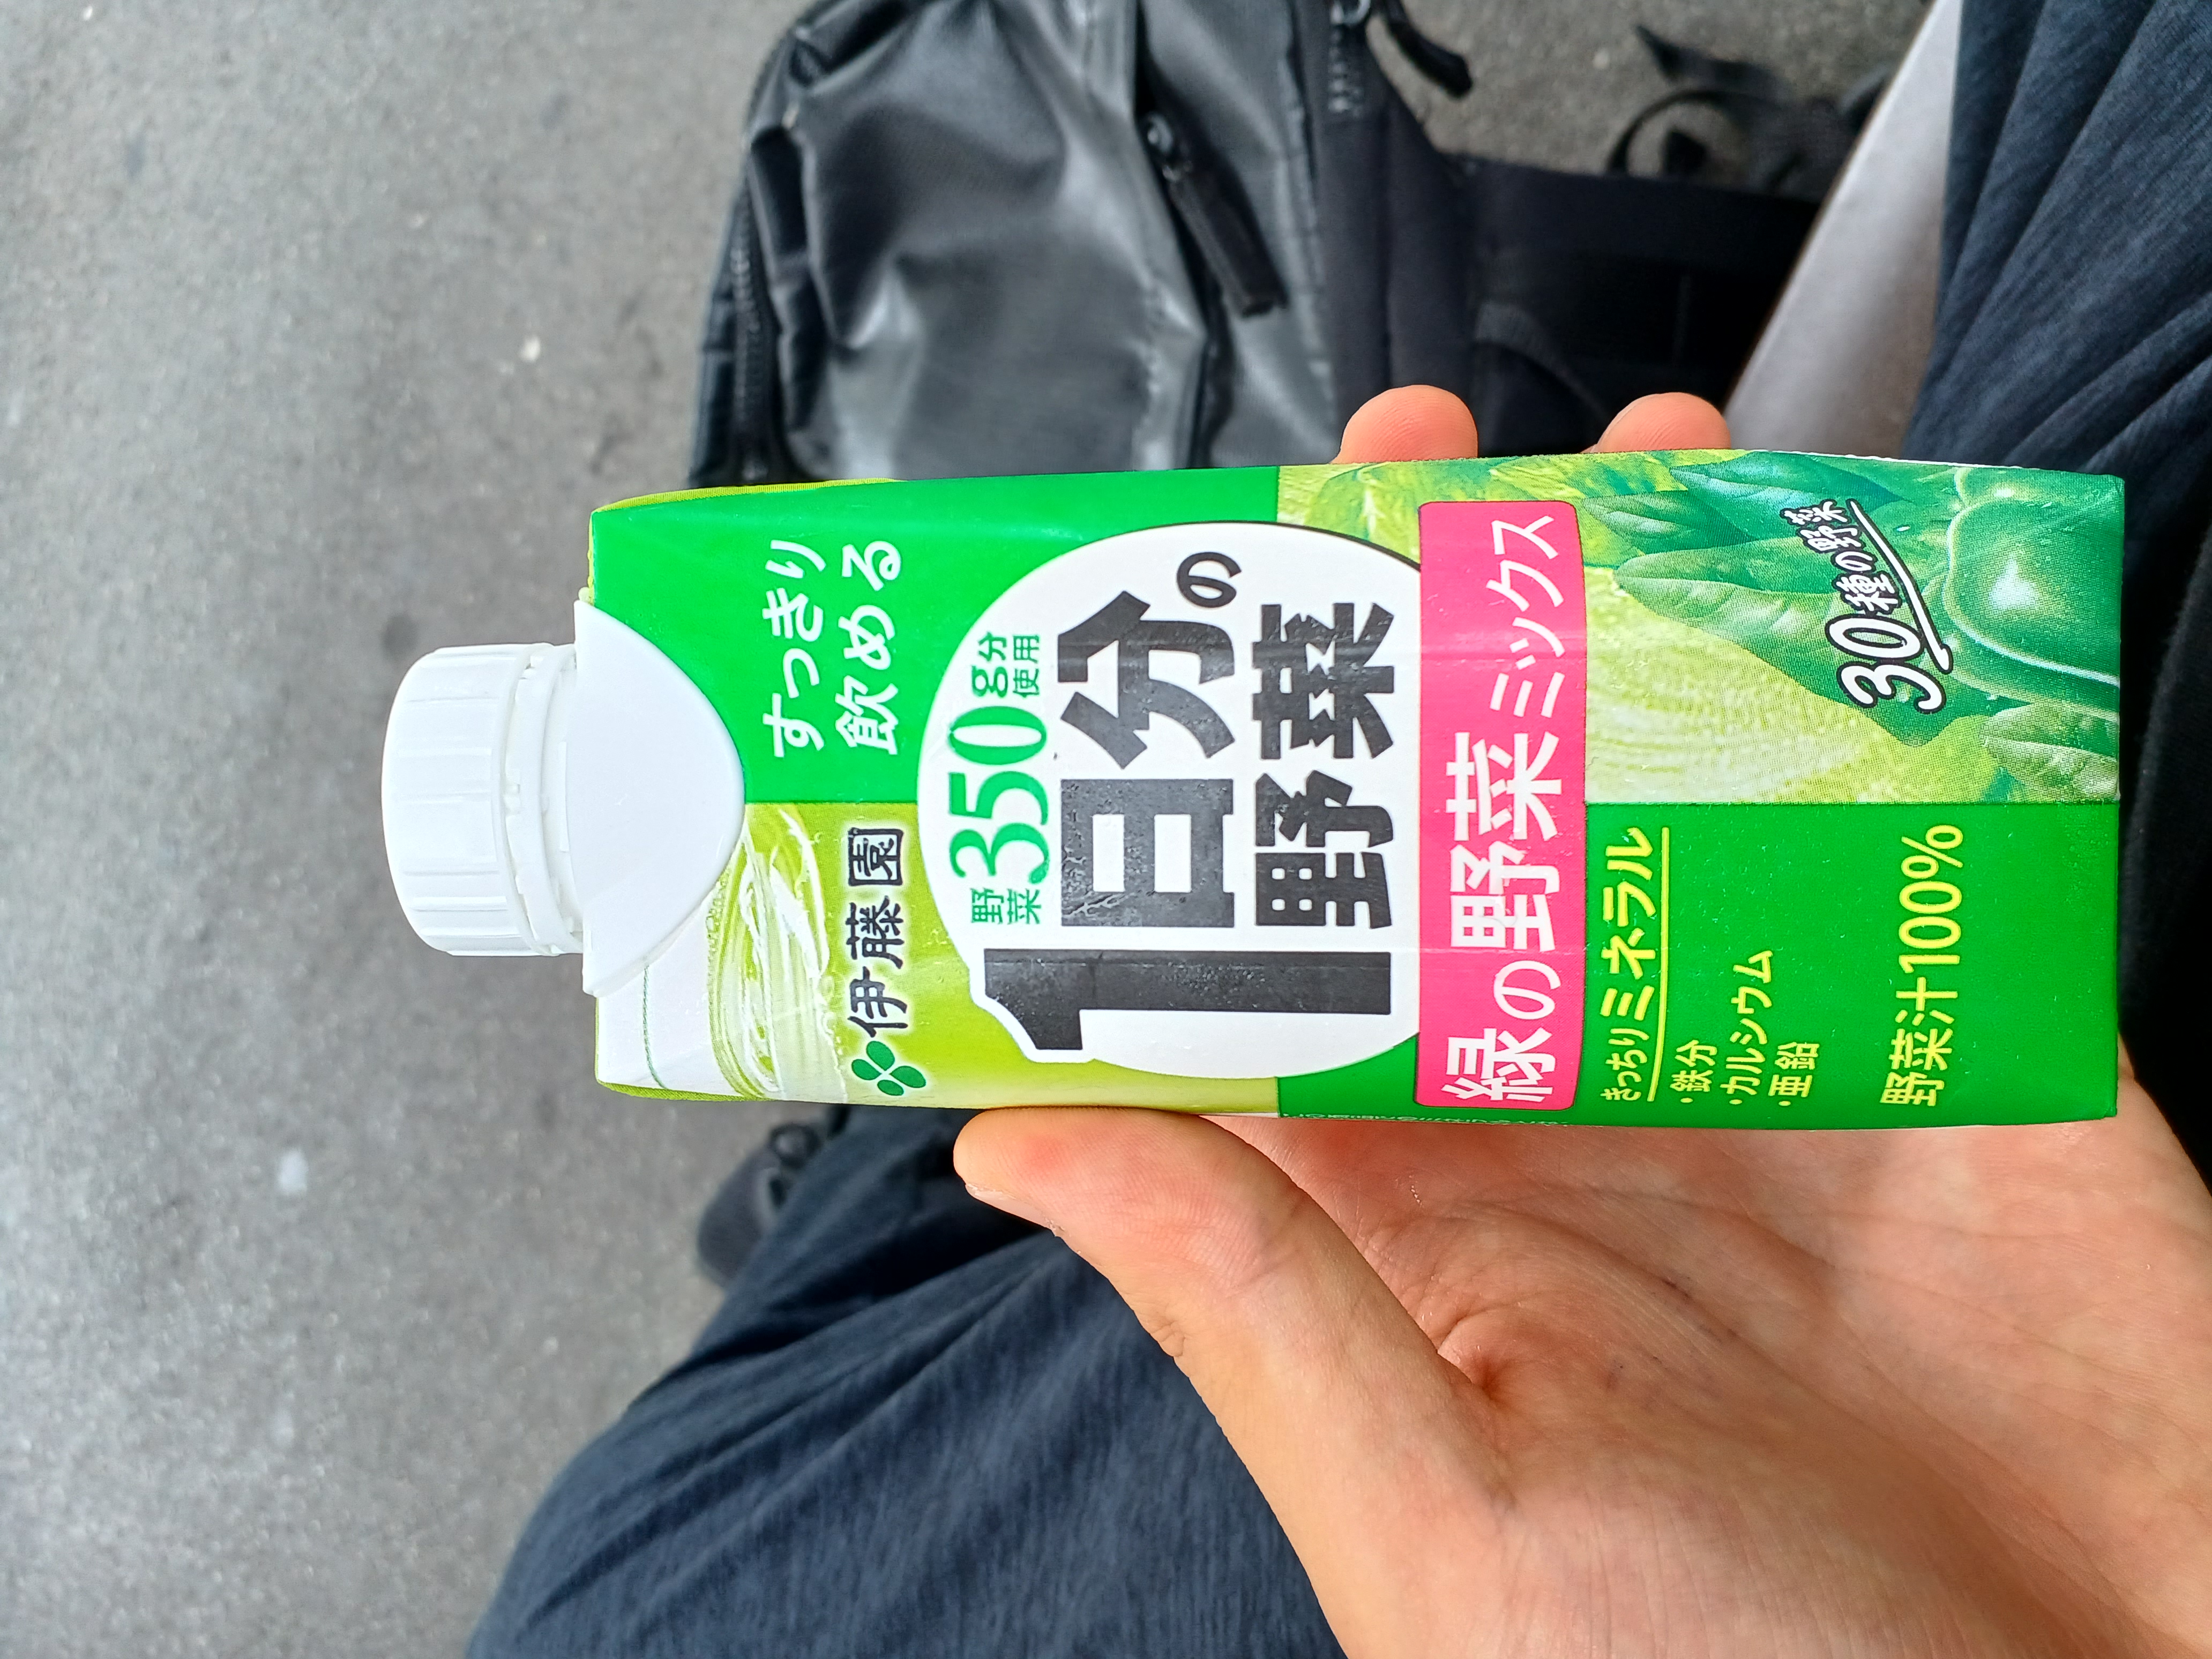 すっきり
飲める
伊藤園
野菜350g分使用
1日分の
野菜
緑の野菜ミックス
きっちりミネラル
・鉄分
・カルシウム
・亜鉛
30種の野菜
野菜汁100%